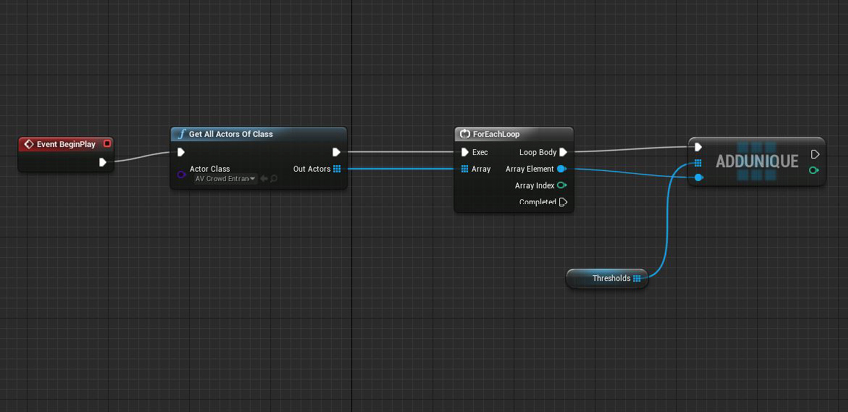 Event BeginPlay
Get All Actors Of Class
Actor Class
AV Crowd Entran
Out Actors
ForEachLoop
Exec
Loop Body
Array
Array Element
Array Index
Completed
ADDUNIQUE
Thresholds